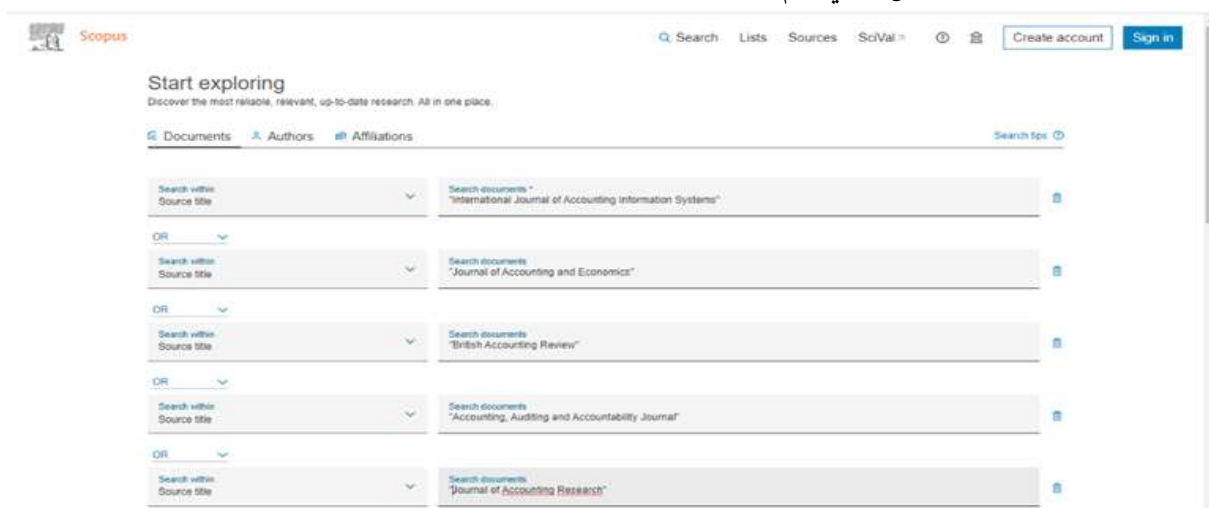 Scopus
Search Lists Sources SciVal Create account Sign in
Start exploring
Discover the most reliable, relevant, up-to-date research. All in one place.
Documents Authors Affiliations Search tips
Search within
Source title
Search documents *
"International Journal of Accounting Information Systems"
OR
Search within
Source title
Search documents
"Journal of Accounting and Economics"
OR
Search within
Source title
Search documents
"British Accounting Review"
OR
Search within
Source title
Search documents
"Accounting, Auditing and Accountability Journal"
OR
Search within
Source title
Search documents
"Journal of Accounting Research"